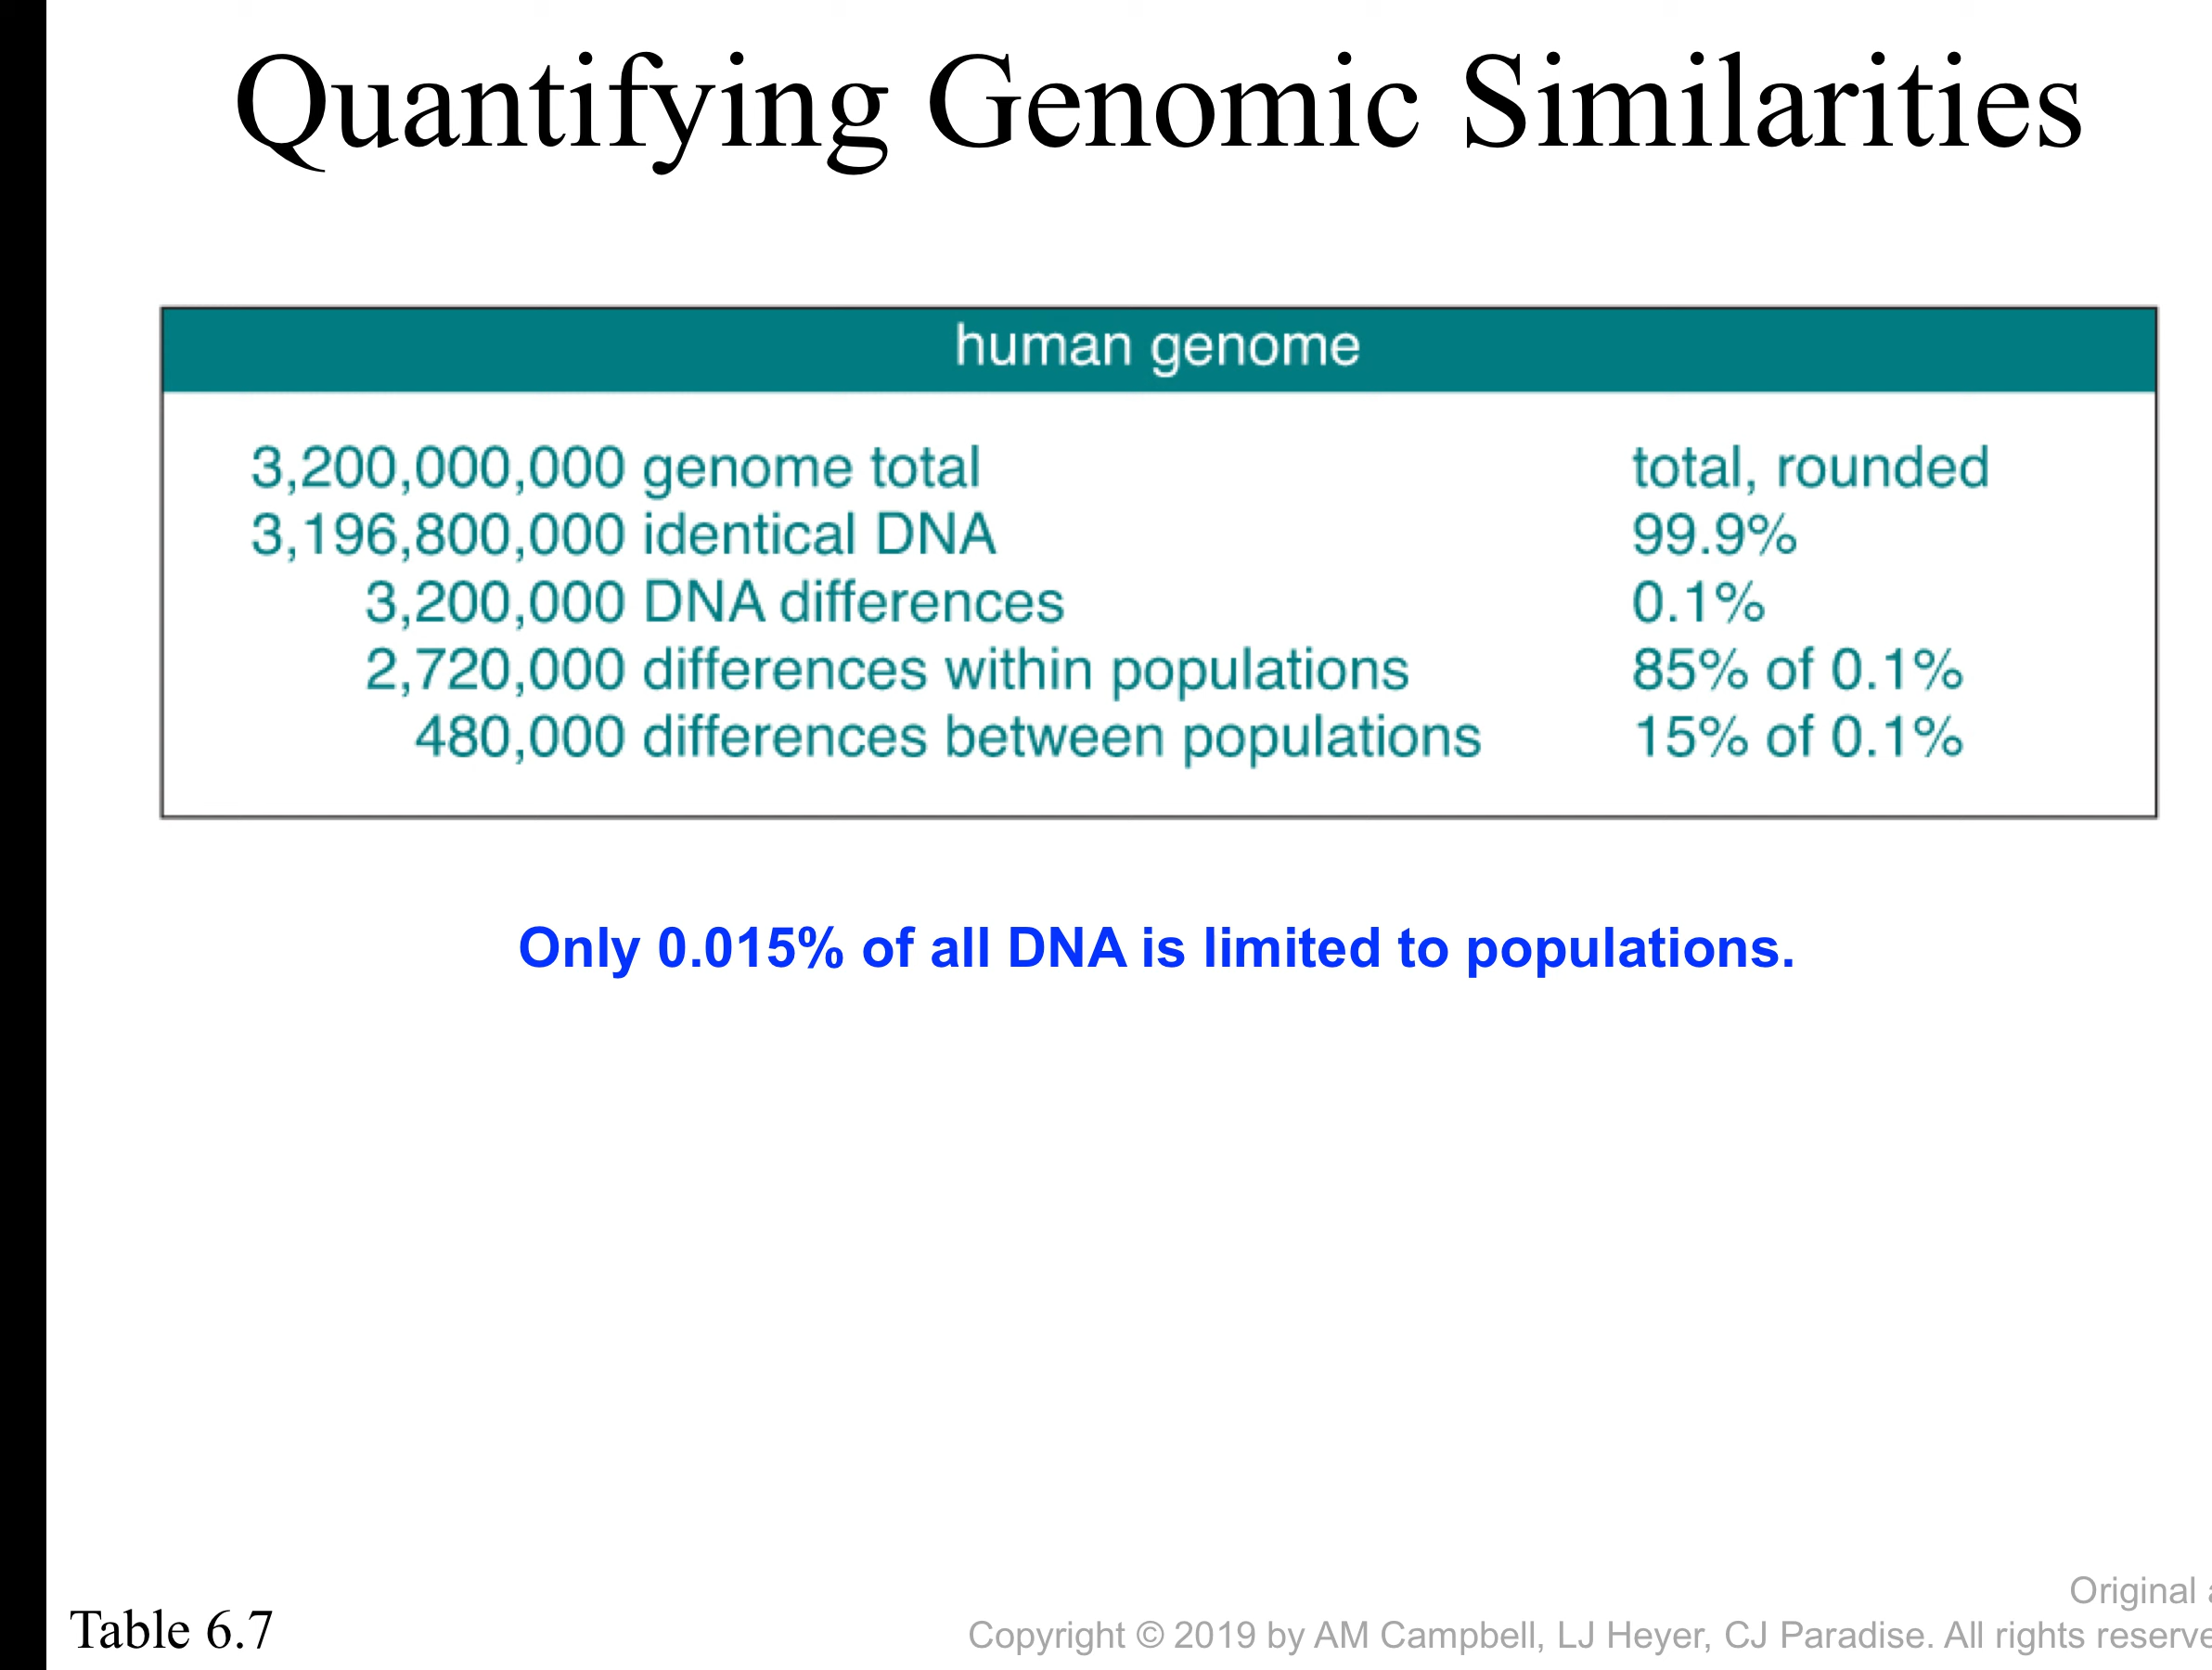 Quantifying Genomic Similarities
human genome
3,200,000,000 genome total total, rounded
3,196,800,000 identical DNA 99.9%
3,200,000 DNA differences 0.1%
2,720,000 differences within populations 85% of 0.1%
480,000 differences between populations 15% of 0.1%
Only 0.015% of all DNA is limited to populations.
Original
Table 6.7
Copyright © 2019 by AM Campbell, LJ Heyer, CJ Paradise. All rights